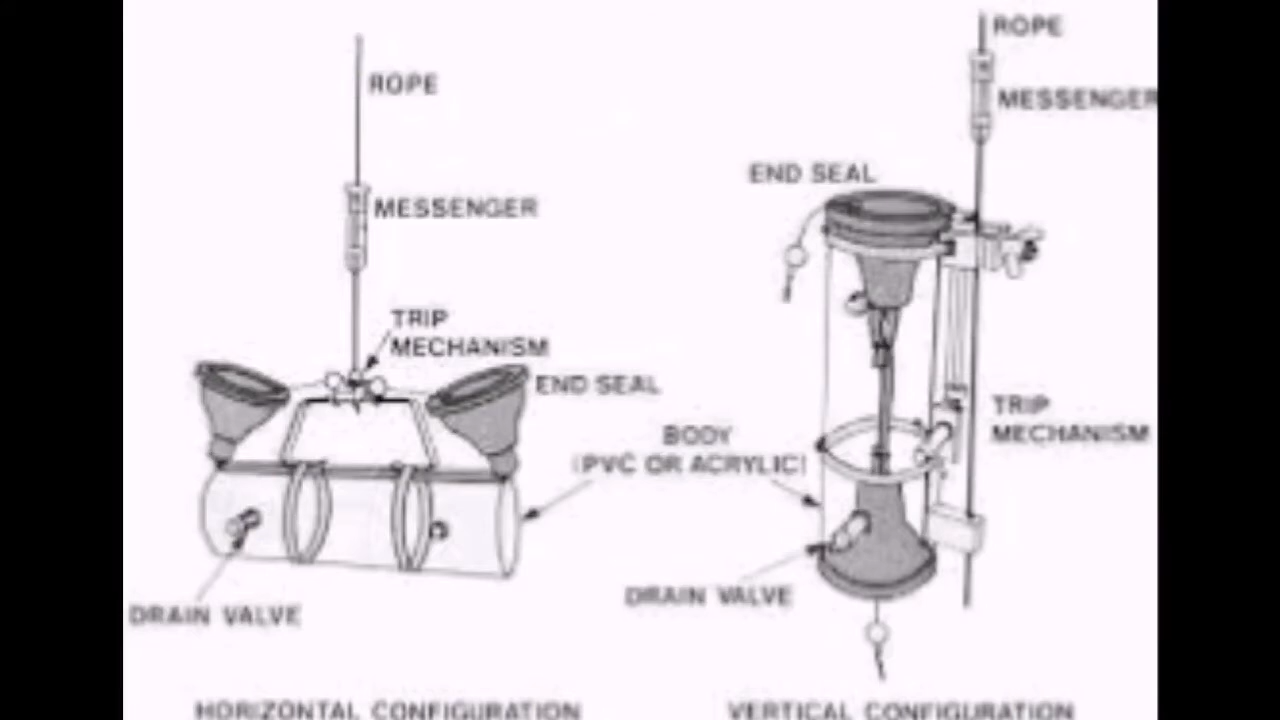 ROPE
MESSENGER
TRIP
MECHANISM
END SEAL
DRAIN VALVE
HORIZONTAL CONFIGURATION
BODY
(PVC OR ACRYLIC)
ROPE
MESSENGER
END SEAL
TRIP
MECHANISM
DRAIN VALVE
VERTICAL CONFIGURATION